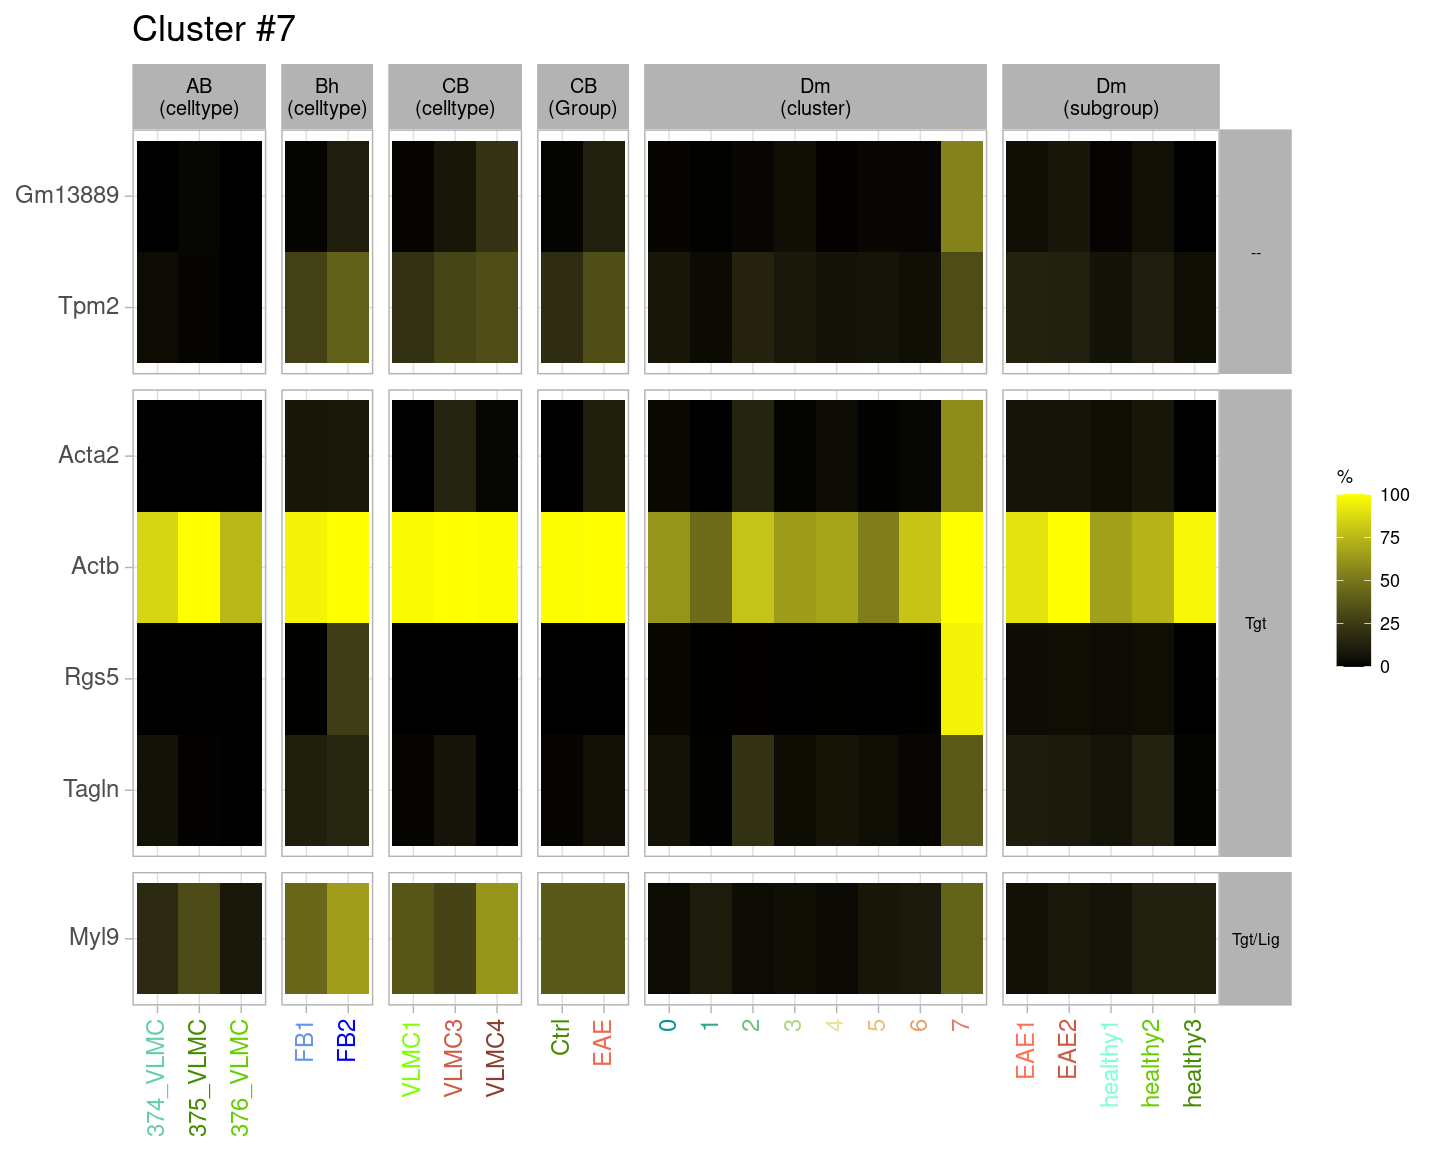 Cluster #7
AB
(celltype)
Bh
(celltype)
CB
(celltype)
CB
(Group)
Dm
(cluster)
Dm
(subgroup)
Gm13889
Tpm2
--
Acta2
Actb
Rgs5
Tagln
Tgt
Myl9
Tgt/Lig
%
100
75
50
25
0
374_VLMC
375_VLMC
376_VLMC
FB1
FB2
VLMC1
VLMC3
VLMC4
Ctrl
EAE
0
1
2
3
4
5
6
7
EAE1
EAE2
healthy1
healthy2
healthy3